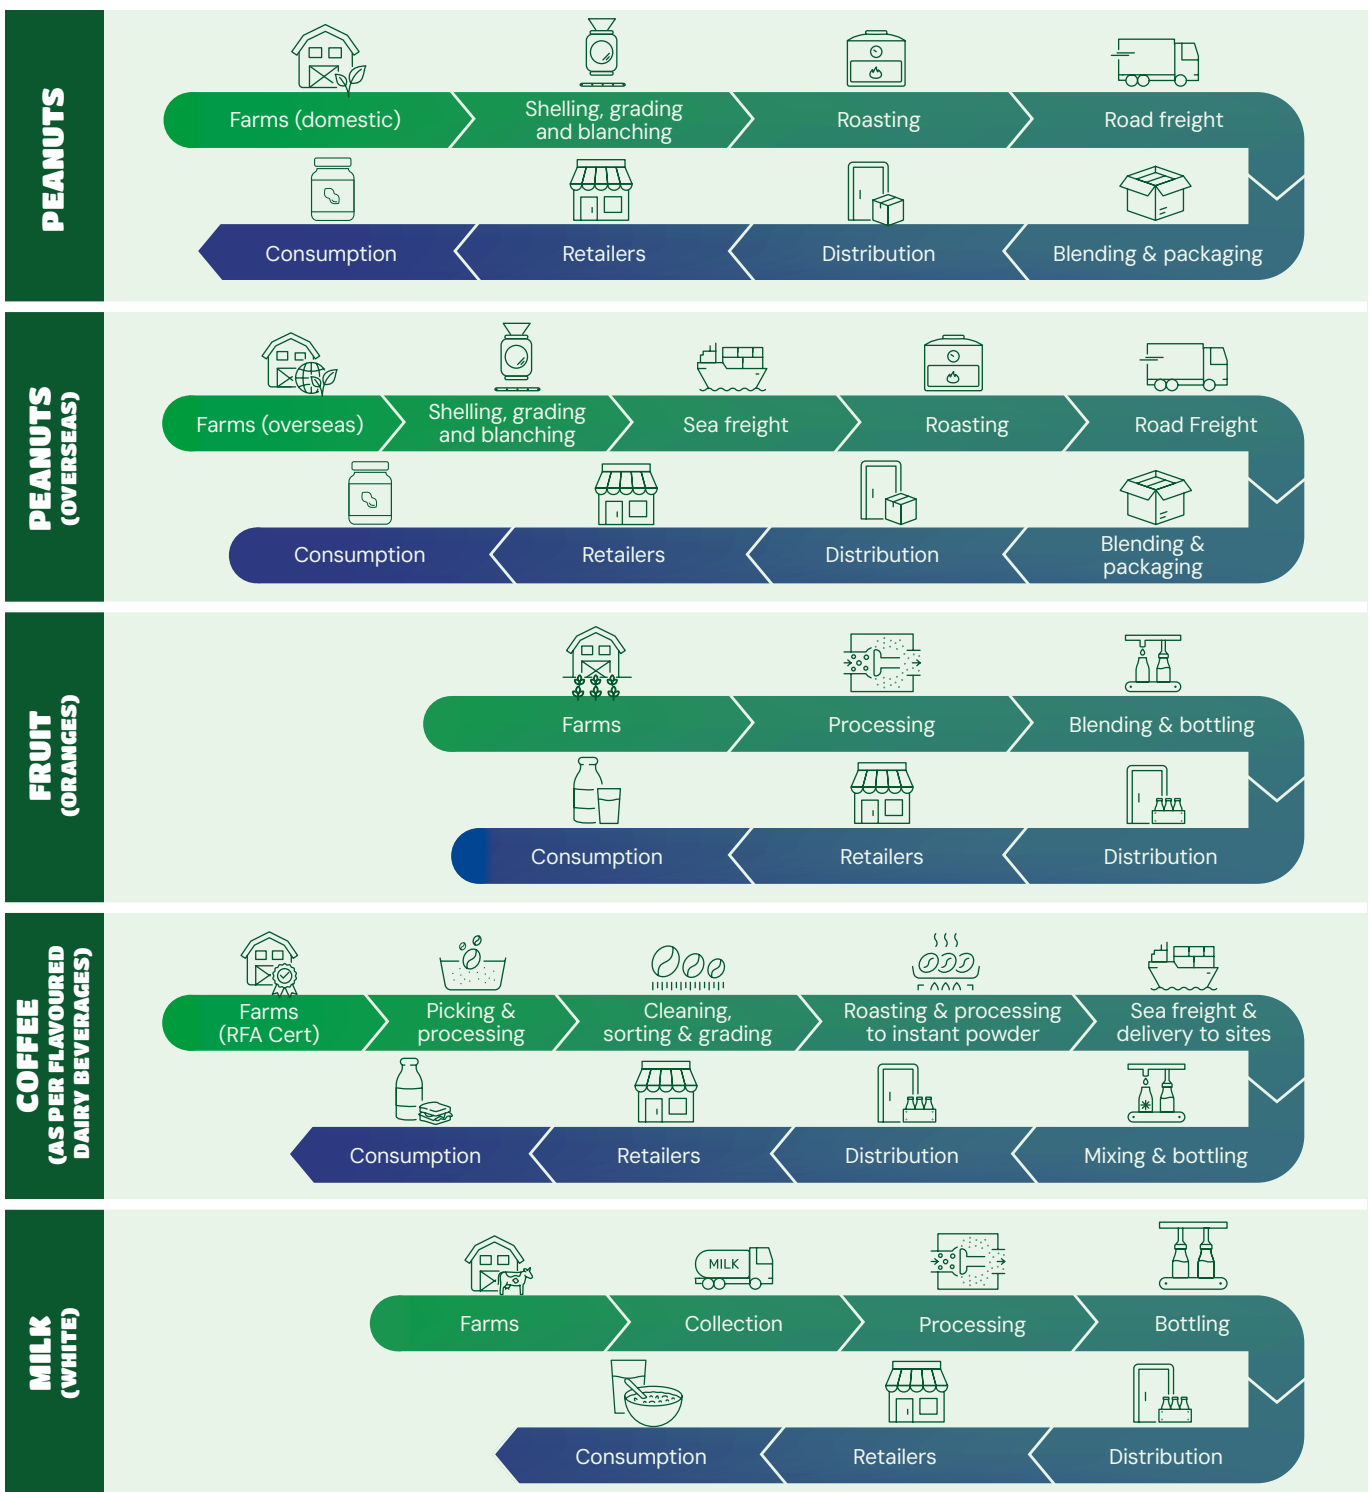 PEANUTS
Farms (domestic)
Shelling, grading
and blanching
Roasting
Road freight
Blending & packaging
Distribution
Retailers
Consumption
PEANUTS
(OVERSEAS)
Farms (overseas)
Shelling, grading
and blanching
Sea freight
Roasting
Road Freight
Blending &
packaging
Distribution
Retailers
Consumption
FRUIT
(ORANGES)
Farms
Processing
Blending & bottling
Distribution
Retailers
Consumption
COFFEE
(AS PER FLAVOURED
DAIRY BEVERAGES)
Farms
(RFA Cert)
Picking &
processing
Cleaning,
sorting & grading
Roasting & processing
to instant powder
Sea freight &
delivery to sites
Mixing & bottling
Distribution
Retailers
Consumption
MILK
(WHITE)
Farms
MILK
Collection
Processing
Bottling
Distribution
Retailers
Consumption